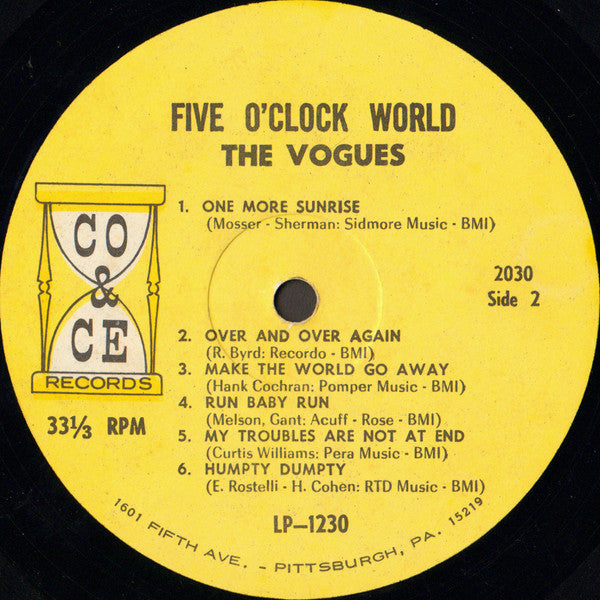 FIVE O'CLOCK WORLD
THE VOGUES
1. ONE MORE SUNRISE
(Mosser - Sherman: Sidmore Music - BMI)
CO
&
CE
RECORDS
33⅓ RPM
2030
Side 2
2. OVER AND OVER AGAIN
(R. Byrd: Recordo - BMI)
3. MAKE THE WORLD GO AWAY
(Hank Cochran: Pomper Music - BMI)
4. RUN BABY RUN
(Melson, Gant: Acuff - Rose - BMI)
5. MY TROUBLES ARE NOT AT END
(Curtis Williams: Pera Music - BMI)
6. HUMPTY DUMPTY
(E. Rostelli - H. Cohen: RTD Music - BMI)
LP-1230
1601 FIFTH AVE. - PITTSBURGH, PA. 15219